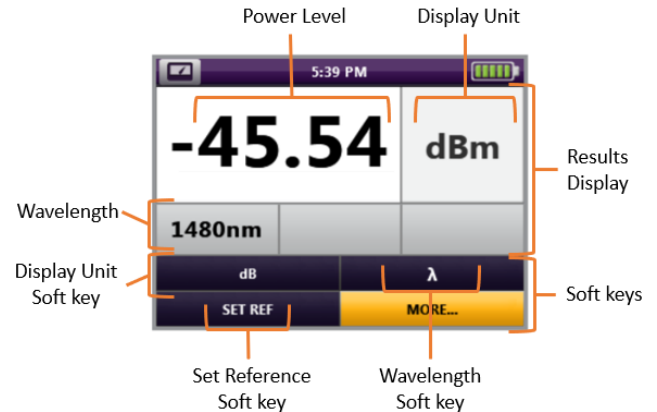 Power Level
Display Unit
5:39 PM
-45.54
dBm
Results
Display
Wavelength
1480nm
Display Unit
Soft key
dB
λ
Soft keys
SET REF
MORE...
Set Reference
Soft key
Wavelength
Soft key